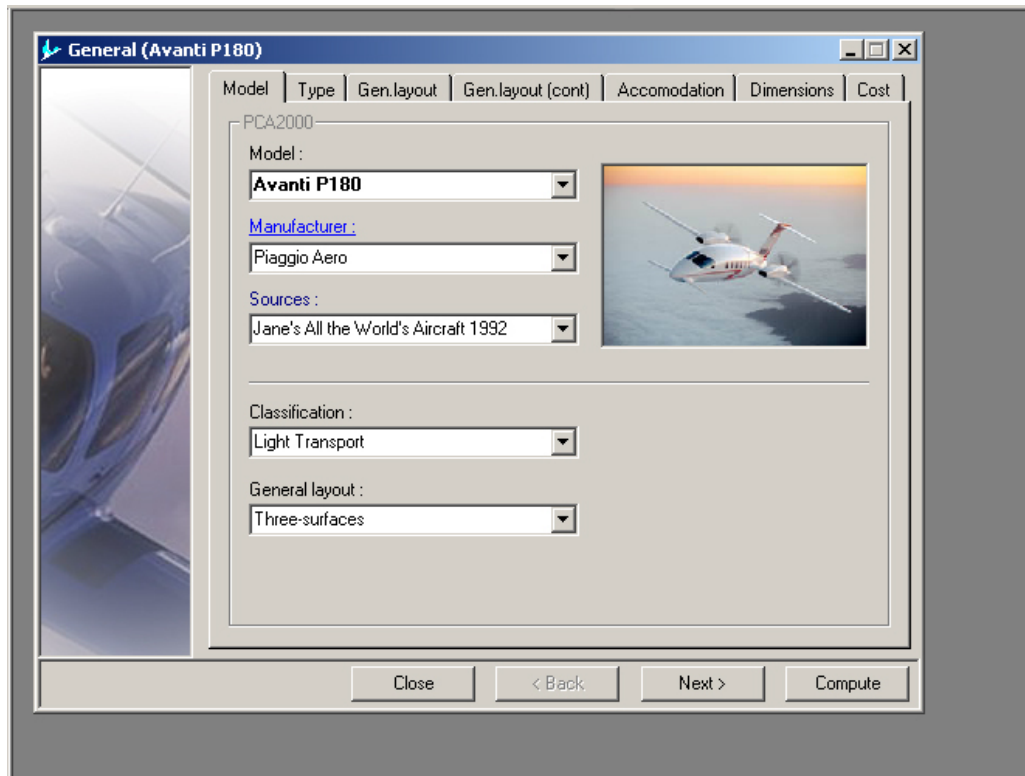 General (Avanti P180)
Model Type Gen.layout Gen.layout (cont) Accomodation Dimensions Cost
PCA2000
Model :
Avanti P180
Manufacturer :
Piaggio Aero
Sources :
Jane's All the World's Aircraft 1992
Classification :
Light Transport
General layout :
Three-surfaces
Close < Back Next > Compute